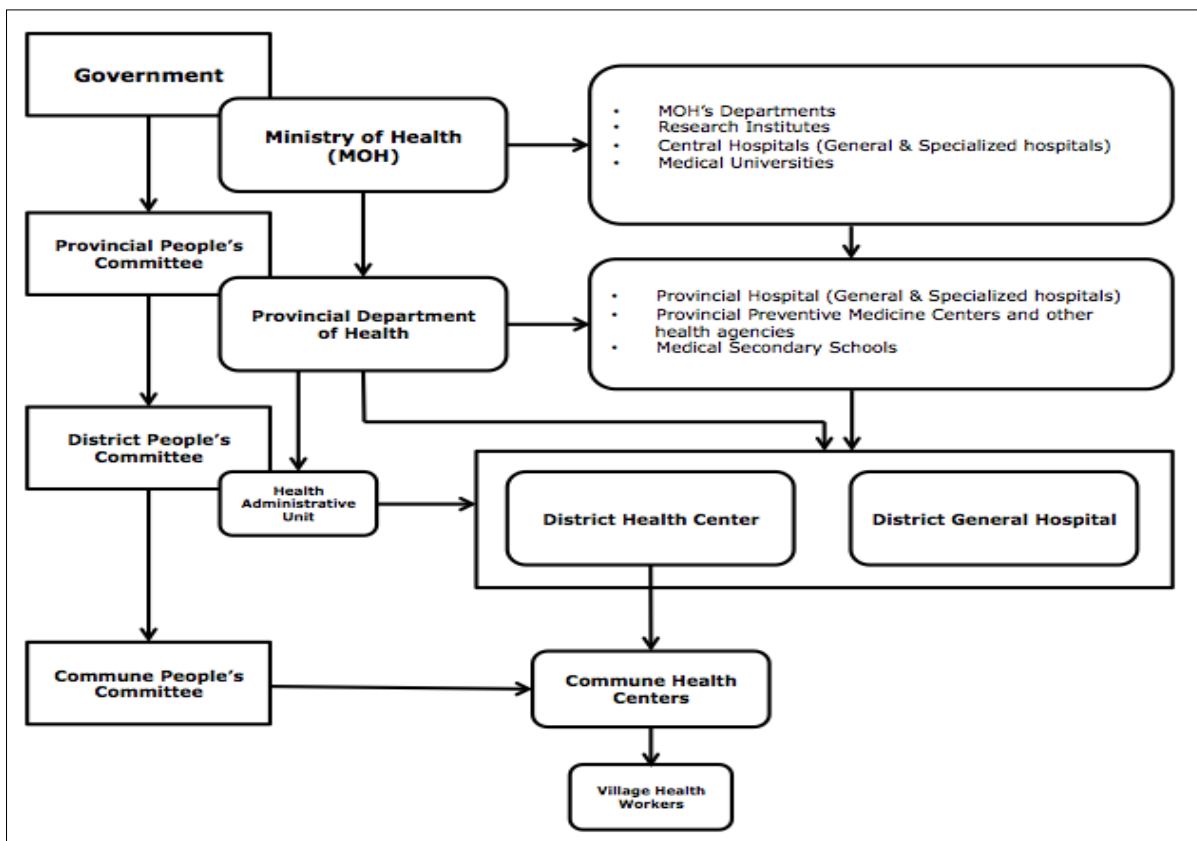 Government
Ministry of Health
(MOH)
• MOH's Departments
• Research Institutes
• Central Hospitals (General & Specialized hospitals)
• Medical Universities
Provincial People's
Committee
Provincial Department
of Health
• Provincial Hospital (General & Specialized hospitals)
• Provincial Preventive Medicine Centers and other
health agencies
• Medical Secondary Schools
District People's
Committee
Health
Administrative
Unit
District Health Center
District General Hospital
Commune People's
Committee
Commune Health
Centers
Village Health
Workers